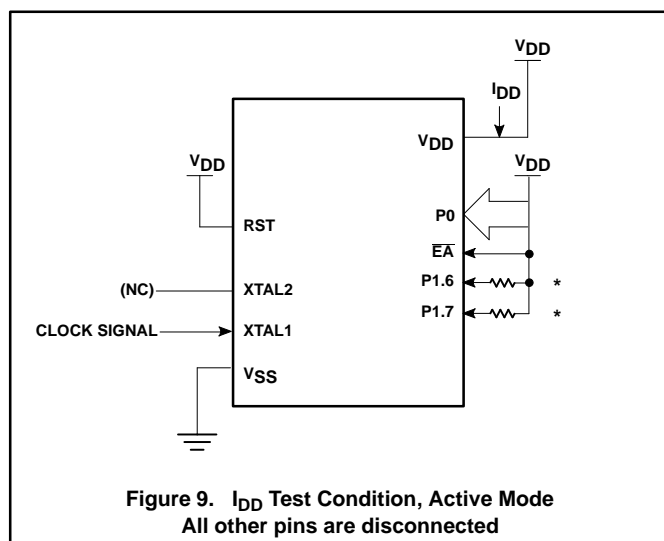 VDD
IDD
VDD
VDD
VDD
P0
RST
EA
(NC)
XTAL2
P1.6
*
CLOCK SIGNAL
XTAL1
P1.7
*
VSS
Figure 9. IDD Test Condition, Active Mode
All other pins are disconnected